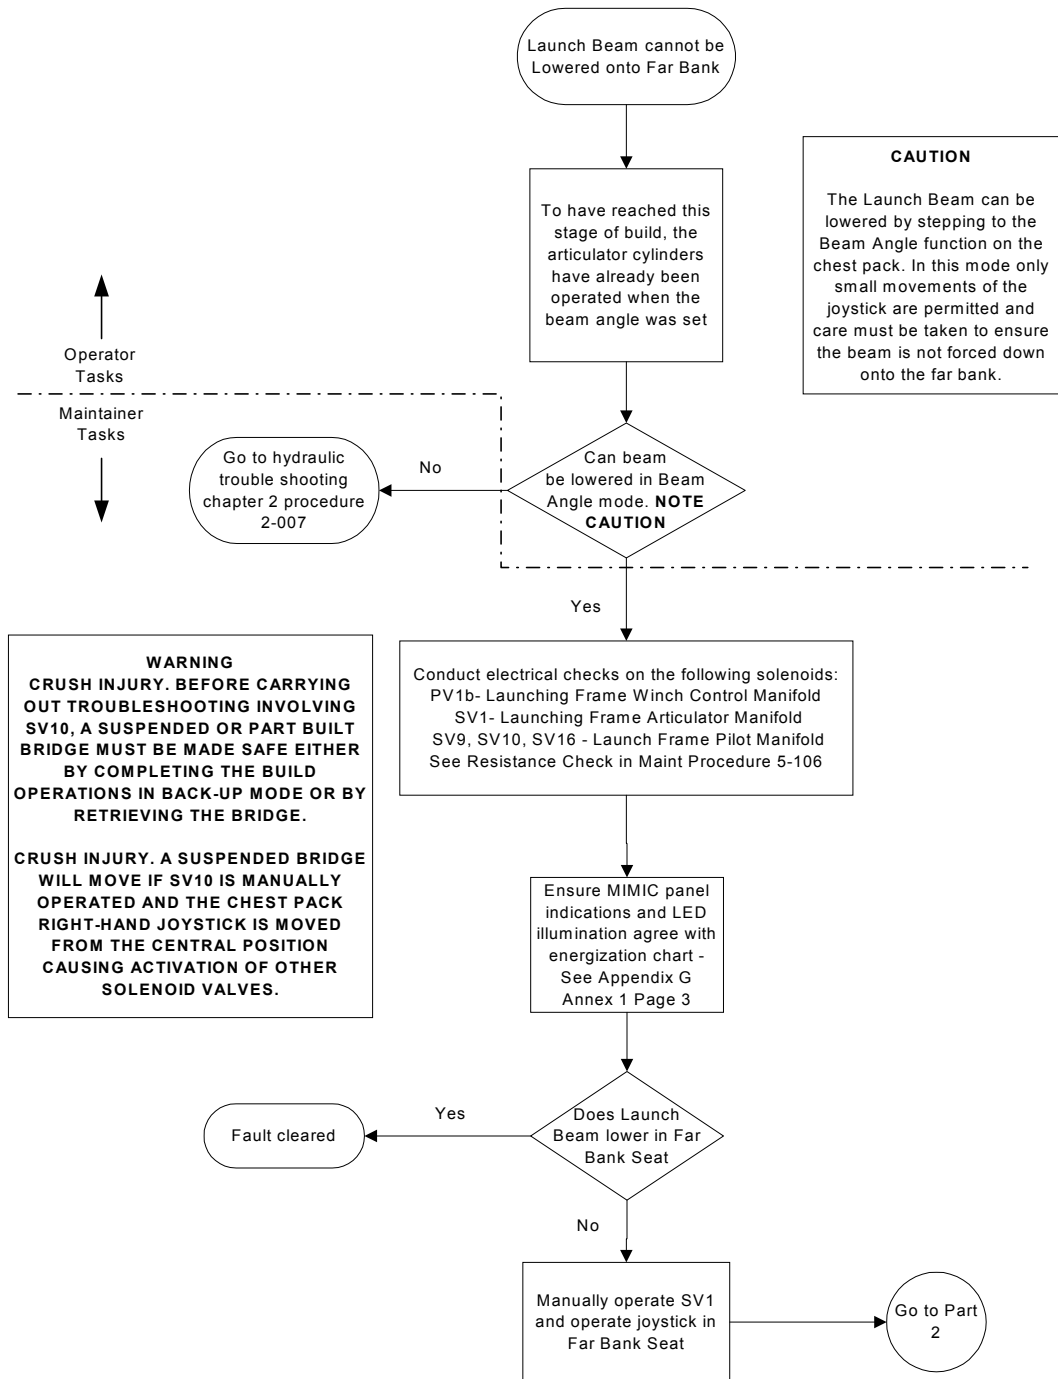 Launch Beam cannot be
Lowered onto Far Bank
CAUTION
The Launch Beam can be
lowered by stepping to the
Beam Angle function on the
chest pack. In this mode only
small movements of the
joystick are permitted and
care must be taken to ensure
the beam is not forced down
onto the far bank.
To have reached this
stage of build, the
articulator cylinders
have already been
operated when the
beam angle was set
Operator
Tasks
Maintainer
Tasks
Go to hydraulic
trouble shooting
chapter 2 procedure
2-007
No
Can beam
be lowered in Beam
Angle mode. NOTE
CAUTION
Yes
WARNING
CRUSH INJURY. BEFORE CARRYING
OUT TROUBLESHOOTING INVOLVING
SV10, A SUSPENDED OR PART BUILT
BRIDGE MUST BE MADE SAFE EITHER
BY COMPLETING THE BUILD
OPERATIONS IN BACK-UP MODE OR BY
RETRIEVING THE BRIDGE.
CRUSH INJURY. A SUSPENDED BRIDGE
WILL MOVE IF SV10 IS MANUALLY
OPERATED AND THE CHEST PACK
RIGHT-HAND JOYSTICK IS MOVED
FROM THE CENTRAL POSITION
CAUSING ACTIVATION OF OTHER
SOLENOID VALVES.
Conduct electrical checks on the following solenoids:
PV1b- Launching Frame Winch Control Manifold
SV1- Launching Frame Articulator Manifold
SV9, SV10, SV16 - Launch Frame Pilot Manifold
See Resistance Check in Maint Procedure 5-106
Ensure MIMIC panel
indications and LED
illumination agree with
energization chart -
See Appendix G
Annex 1 Page 3
Does Launch
Beam lower in Far
Bank Seat
Yes
Fault cleared
No
Manually operate SV1
and operate joystick in
Far Bank Seat
Go to Part
2